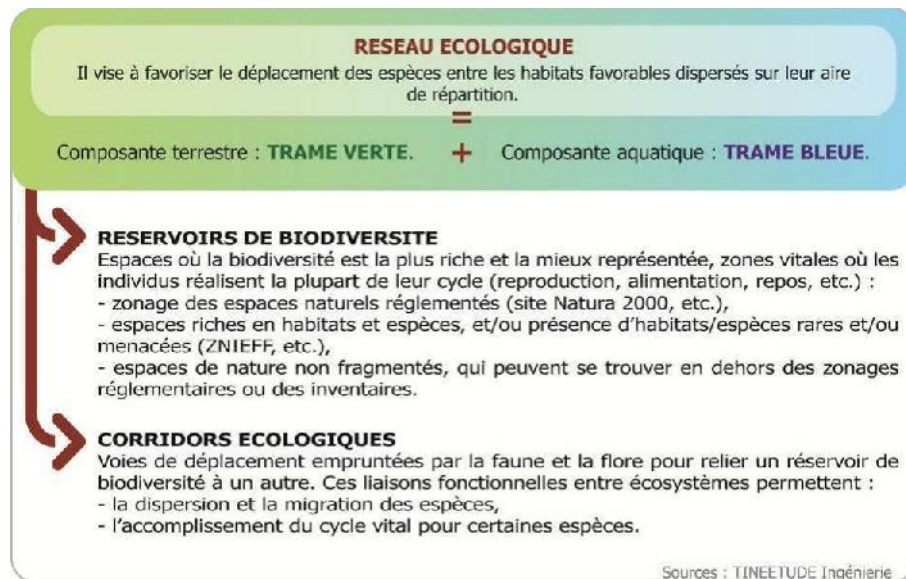 RESEAU ECOLOGIQUE
Il vise à favoriser le déplacement des espèces entre les habitats favorables dispersés sur leur aire
de répartition.
=
Composante terrestre : TRAME VERTE. + Composante aquatique : TRAME BLEUE.
RESERVOIRS DE BIODIVERSITE
Espaces où la biodiversité est la plus riche et la mieux représentée, zones vitales où les
individus réalisent la plupart de leur cycle (reproduction, alimentation, repos, etc.) :
- zonage des espaces naturels réglementés (site Natura 2000, etc.),
- espaces riches en habitats et espèces, et/ou présence d'habitats/espèces rares et/ou
menacées (ZNIEFF, etc.),
- espaces de nature non fragmentés, qui peuvent se trouver en dehors des zonages
réglementaires ou des inventaires.
CORRIDORS ECOLOGIQUES
Voies de déplacement empruntées par la faune et la flore pour relier un réservoir de
biodiversité à un autre. Ces liaisons fonctionnelles entre écosystèmes permettent :
- la dispersion et la migration des espèces,
- l'accomplissement du cycle vital pour certaines espèces.
Sources : TINEETUDE Ingénierie